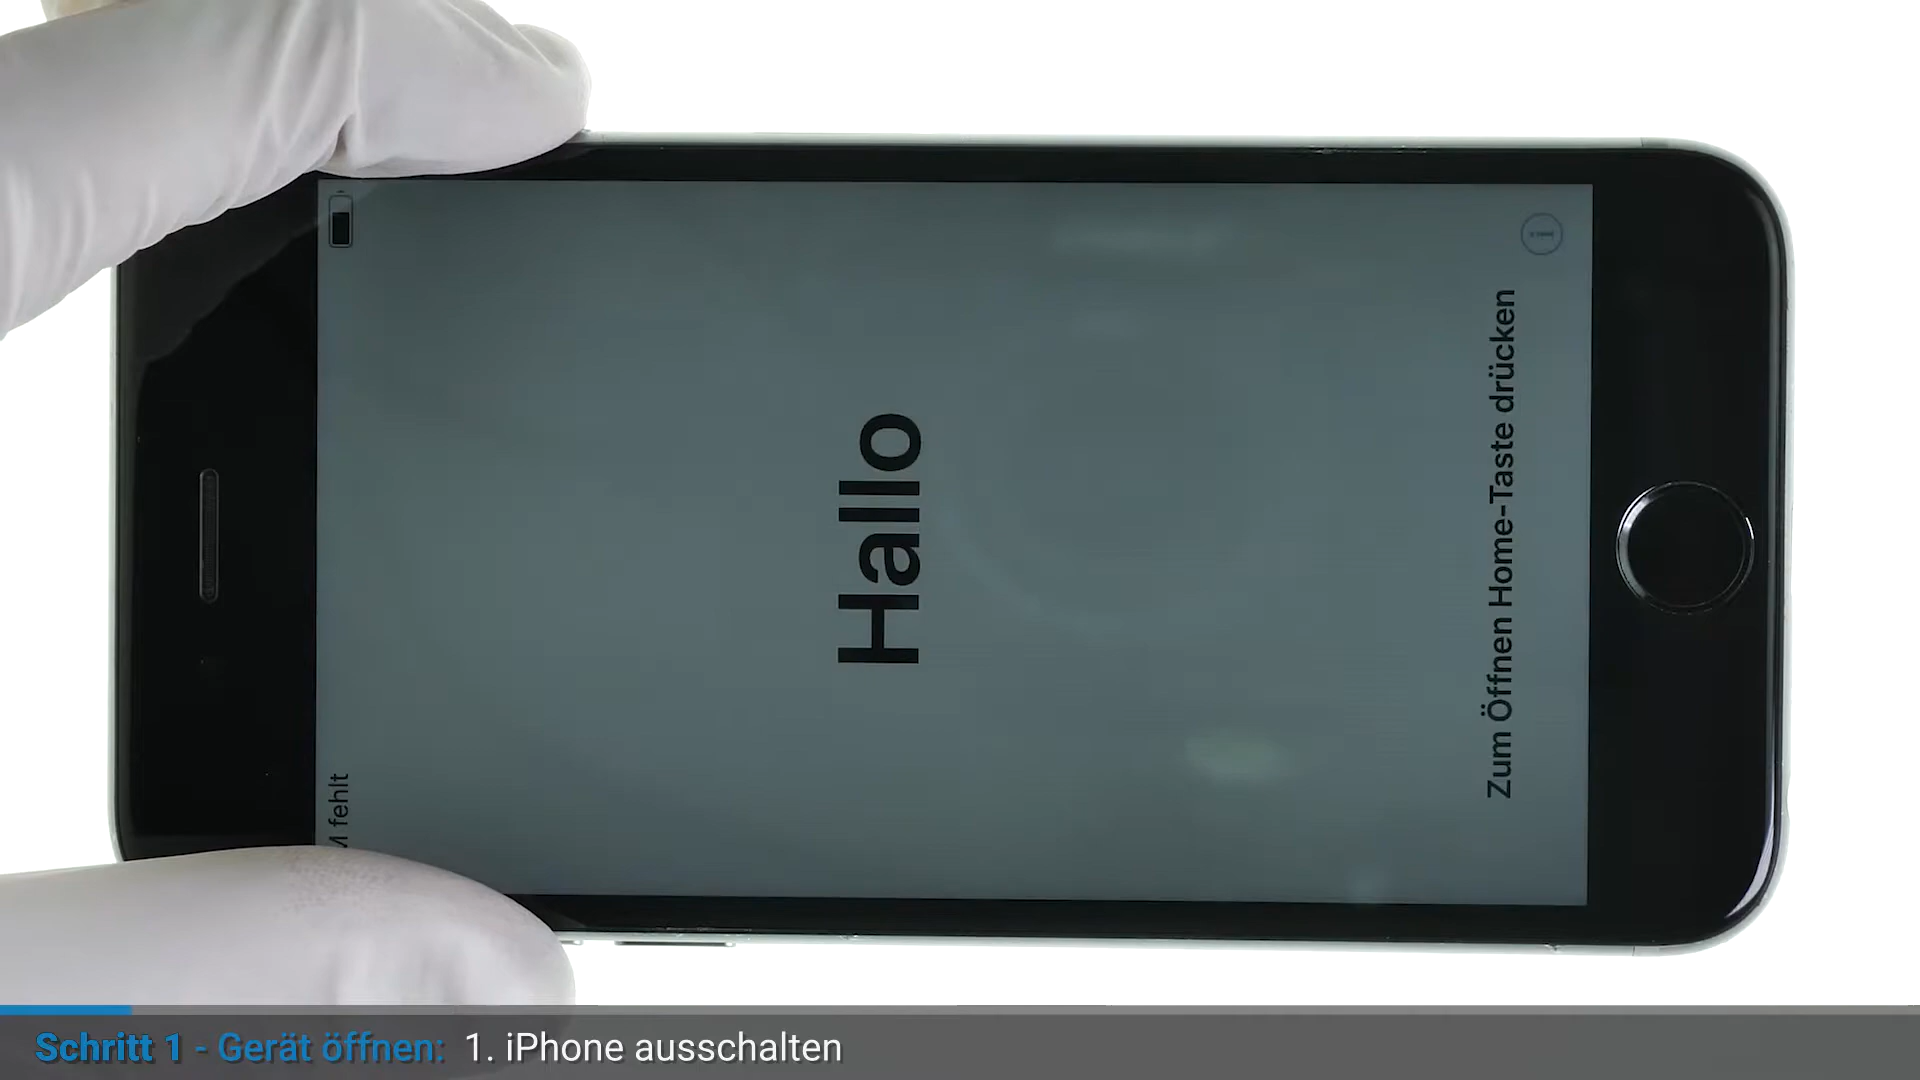 M fehlt
Hallo
Zum Öffnen Home-Taste drücken
Schritt 1 - Gerät öffnen: 1. iPhone ausschalten